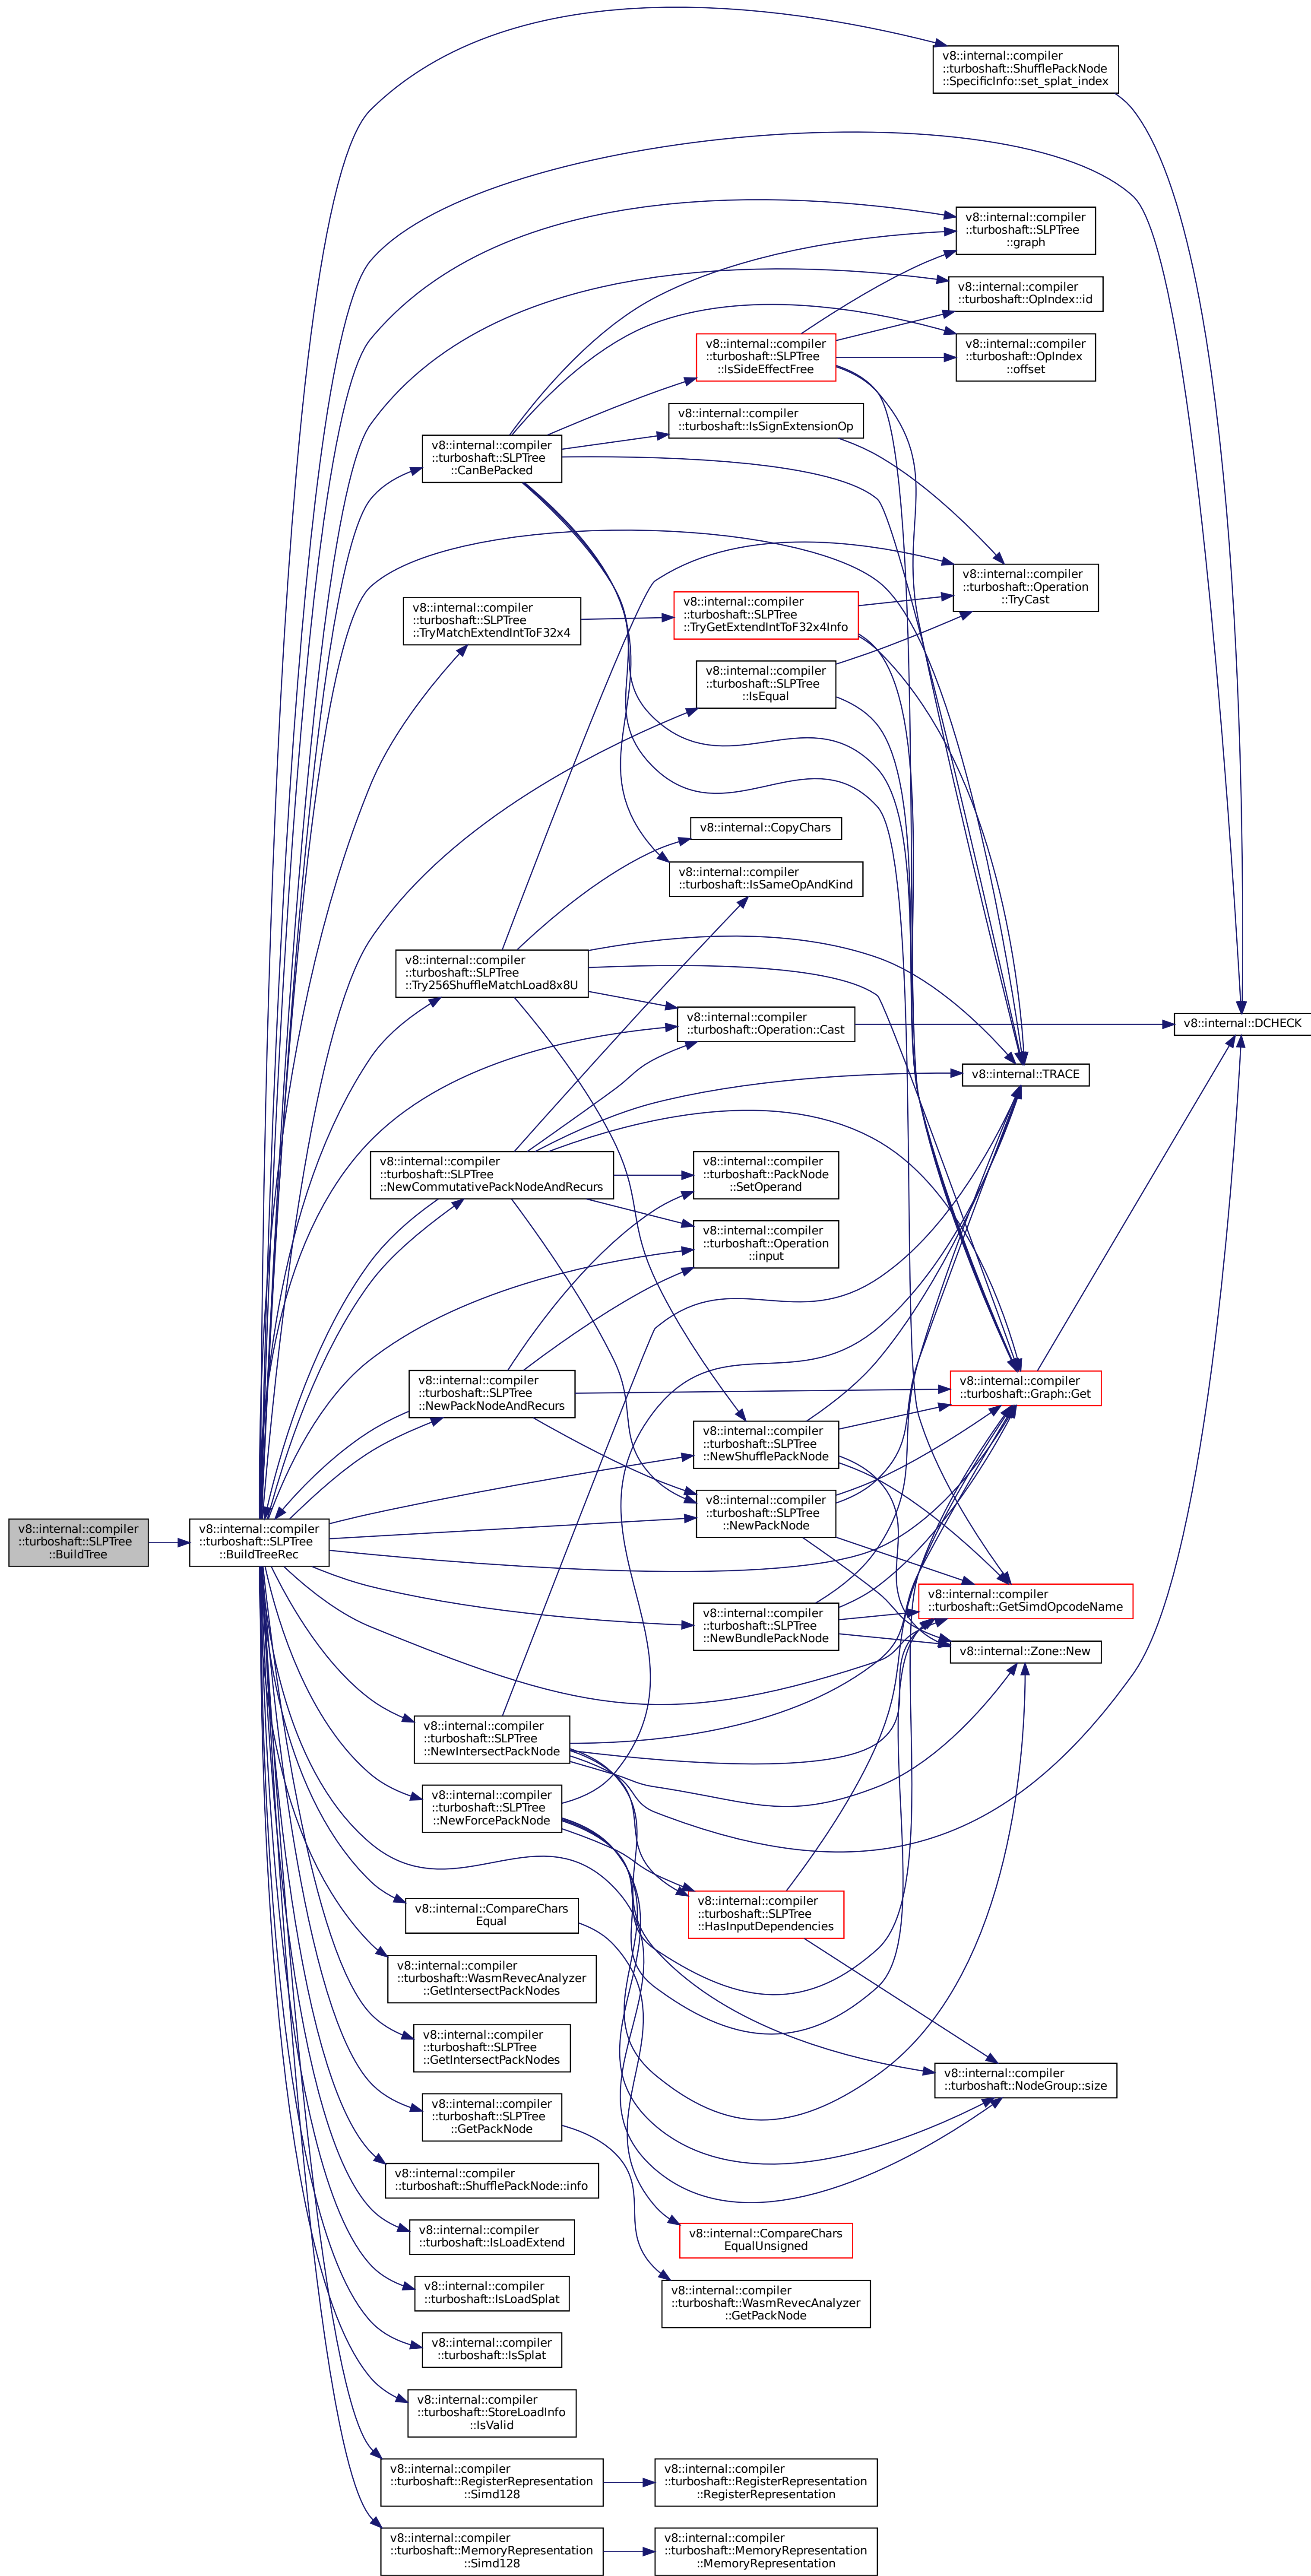 v8::internal::compiler
::turboshaft::ShufflePackNode
::SpecificInfo::set_splat_index
v8::internal::compiler
::turboshaft::SLPTree
::graph
v8::internal::compiler
::turboshaft::OpIndex::id
v8::internal::compiler
::turboshaft::OpIndex
::offset
v8::internal::compiler
::turboshaft::SLPTree
::IsSideEffectFree
v8::internal::compiler
::turboshaft::IsSignExtensionOp
v8::internal::compiler
::turboshaft::SLPTree
::CanBePacked
v8::internal::compiler
::turboshaft::Operation
::TryCast
v8::internal::compiler
::turboshaft::SLPTree
::TryMatchExtendIntToF32x4
v8::internal::compiler
::turboshaft::SLPTree
::TryGetExtendIntToF32x4Info
v8::internal::compiler
::turboshaft::SLPTree
::IsEqual
v8::internal::CopyChars
v8::internal::compiler
::turboshaft::IsSameOpAndKind
v8::internal::compiler
::turboshaft::SLPTree
::Try256ShuffleMatchLoad8x8U
v8::internal::compiler
::turboshaft::Operation::Cast
v8::internal::DCHECK
v8::internal::TRACE
v8::internal::compiler
::turboshaft::SLPTree
::NewCommutativePackNodeAndRecurs
v8::internal::compiler
::turboshaft::PackNode
::SetOperand
v8::internal::compiler
::turboshaft::Operation
::input
v8::internal::compiler
::turboshaft::SLPTree
::NewPackNodeAndRecurs
v8::internal::compiler
::turboshaft::Graph::Get
v8::internal::compiler
::turboshaft::SLPTree
::NewShufflePackNode
v8::internal::compiler
::turboshaft::SLPTree
::NewPackNode
v8::internal::compiler
::turboshaft::SLPTree
::BuildTree
v8::internal::compiler
::turboshaft::SLPTree
::BuildTreeRec
v8::internal::compiler
::turboshaft::GetSimdOpcodeName
v8::internal::compiler
::turboshaft::SLPTree
::NewBundlePackNode
v8::internal::Zone::New
v8::internal::compiler
::turboshaft::SLPTree
::NewIntersectPackNode
v8::internal::compiler
::turboshaft::SLPTree
::NewForcePackNode
v8::internal::compiler
::turboshaft::SLPTree
::HasInputDependencies
v8::internal::CompareChars
Equal
v8::internal::compiler
::turboshaft::WasmRevecAnalyzer
::GetIntersectPackNodes
v8::internal::compiler
::turboshaft::SLPTree
::GetIntersectPackNodes
v8::internal::compiler
::turboshaft::NodeGroup::size
v8::internal::compiler
::turboshaft::SLPTree
::GetPackNode
v8::internal::compiler
::turboshaft::ShufflePackNode::info
v8::internal::compiler
::turboshaft::IsLoadExtend
v8::internal::CompareChars
EqualUnsigned
v8::internal::compiler
::turboshaft::IsLoadSplat
v8::internal::compiler
::turboshaft::WasmRevecAnalyzer
::GetPackNode
v8::internal::compiler
::turboshaft::IsSplat
v8::internal::compiler
::turboshaft::StoreLoadInfo
::IsValid
v8::internal::compiler
::turboshaft::RegisterRepresentation
::Simd128
v8::internal::compiler
::turboshaft::RegisterRepresentation
::RegisterRepresentation
v8::internal::compiler
::turboshaft::MemoryRepresentation
::Simd128
v8::internal::compiler
::turboshaft::MemoryRepresentation
::MemoryRepresentation